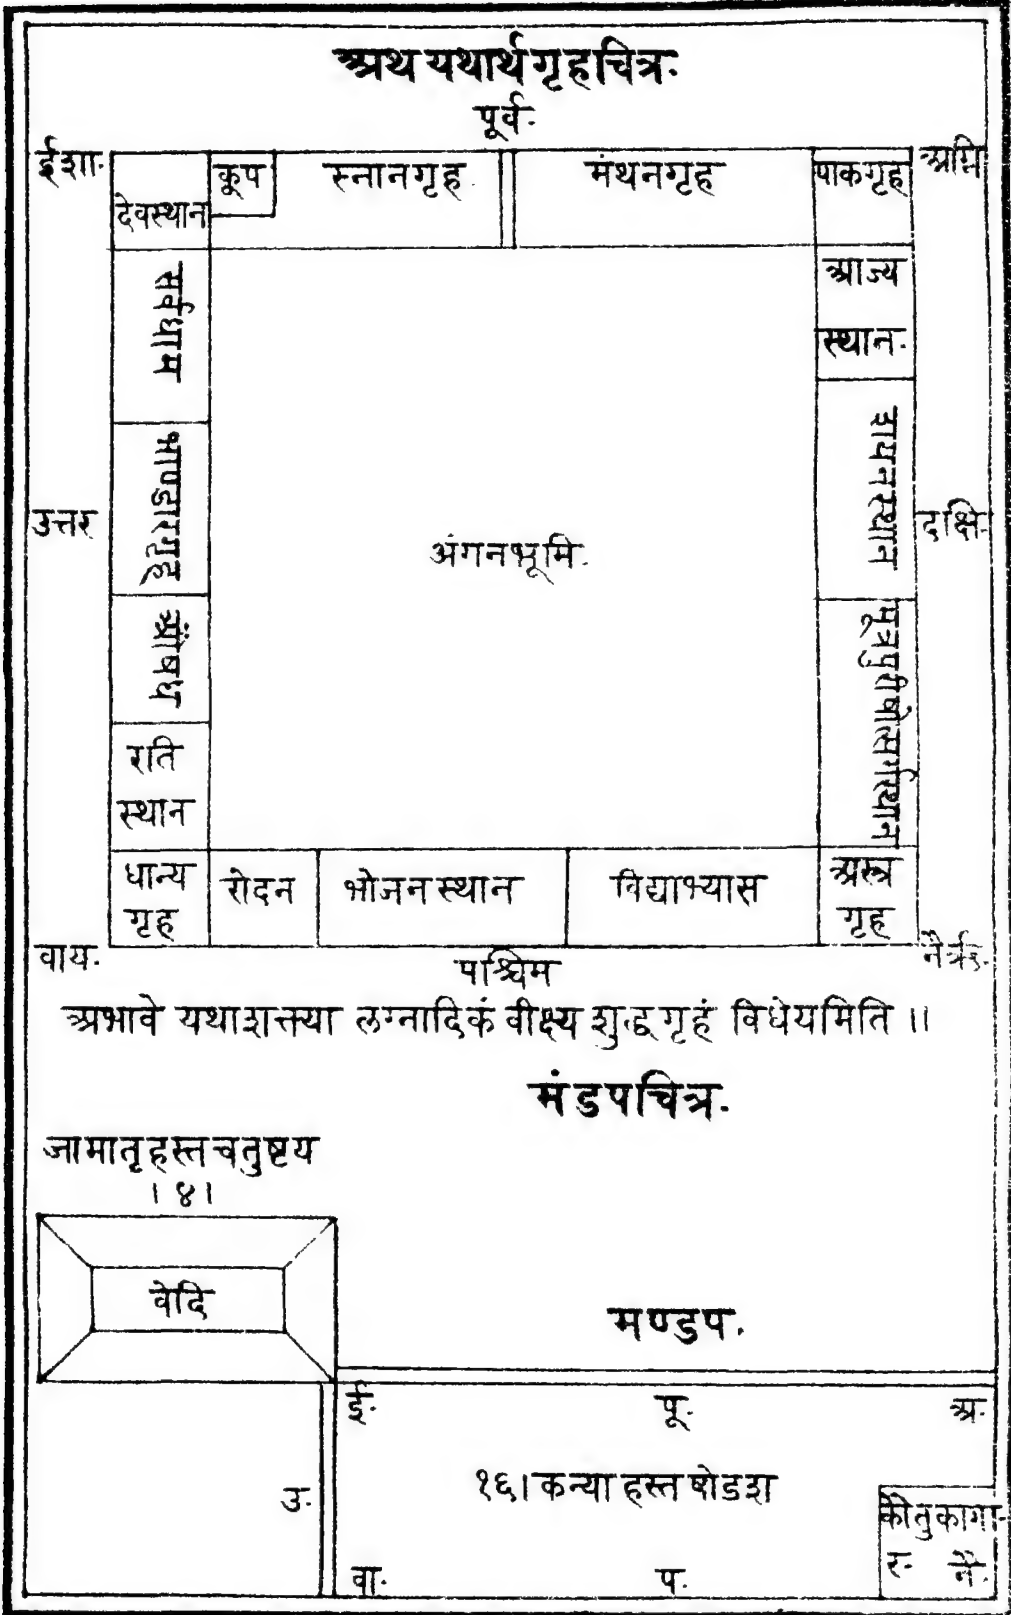 अथ यथार्थगृहचित्र.
पूर्व.
ईशा.
अग्नि
देवस्थान
कूप
स्नानगृह
मंथनगृह
पाकगृह
आज्य
स्थान.
सर्वधाम
भाण्डारगृह
औषध
रति
स्थान
उत्तर
अंगनभूमि.
शयनस्थान
दक्षि.
मूत्रपुरीषोत्सर्गस्थान
धान्य
गृह
रोदन
भोजनस्थान
विद्याभ्यास
अस्त्र
गृह
वाय.
पश्चिम
नैर्ऋ.
अभावे यथाशक्त्या लग्नादिकं वीक्ष्य शुद्धगृहं विधेयमिति ॥
मंडपचित्र.
जामातृहस्तचतुष्टय
। ४।
वेदि
मण्डप.
ई.
पू.
अ.
उ.
१६। कन्या हस्त षोडश
कौतुकागा-
र.
नै.
वा.
प.